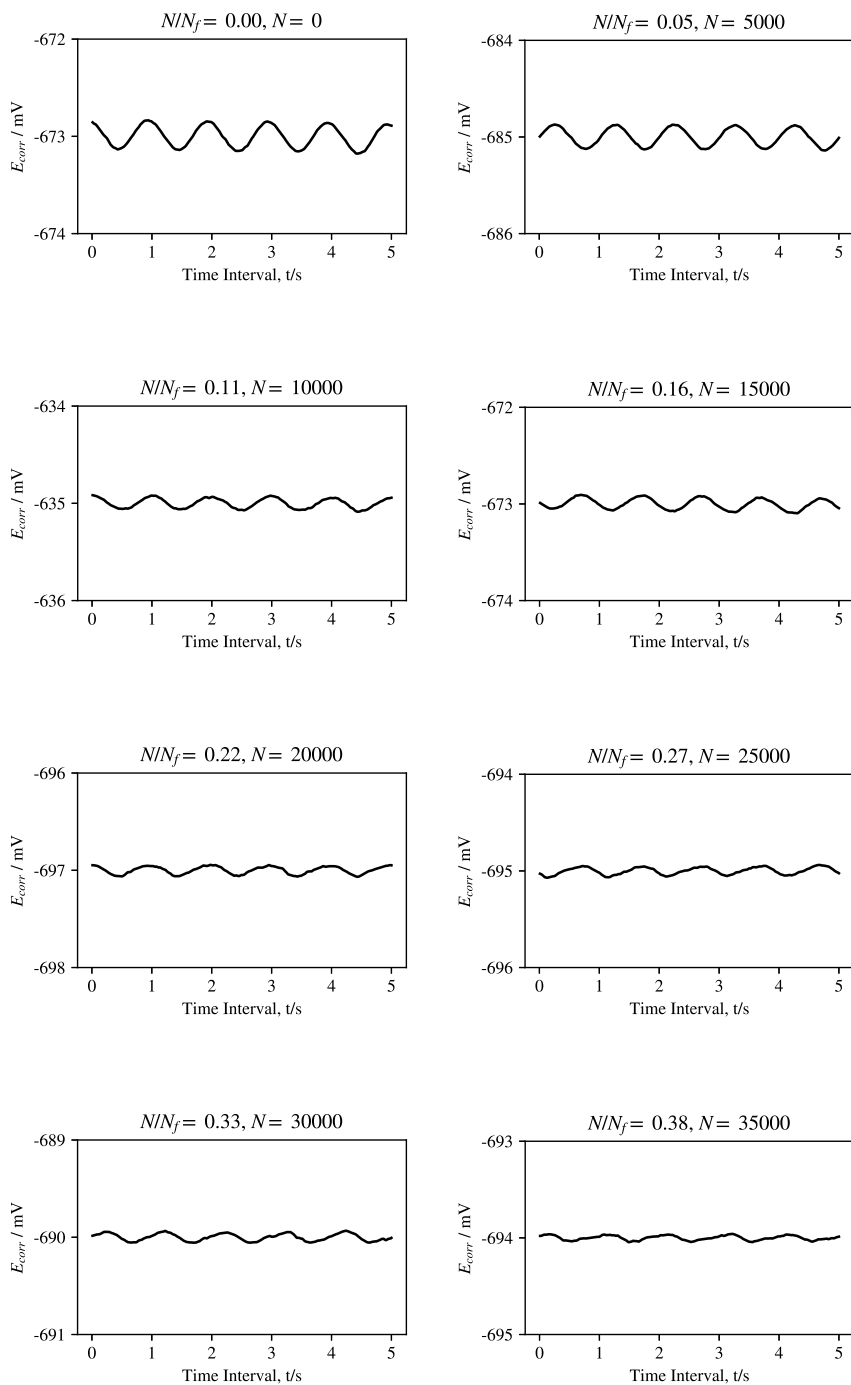 N/N_f = 0.00, N = 0
-672
-673
-674
E_corr / mV
0 1 2 3 4 5
Time Interval, t/s
N/N_f = 0.05, N = 5000
-684
-685
-686
E_corr / mV
0 1 2 3 4 5
Time Interval, t/s
N/N_f = 0.11, N = 10000
-634
-635
-636
E_corr / mV
0 1 2 3 4 5
Time Interval, t/s
N/N_f = 0.16, N = 15000
-672
-673
-674
E_corr / mV
0 1 2 3 4 5
Time Interval, t/s
N/N_f = 0.22, N = 20000
-696
-697
-698
E_corr / mV
0 1 2 3 4 5
Time Interval, t/s
N/N_f = 0.27, N = 25000
-694
-695
-696
E_corr / mV
0 1 2 3 4 5
Time Interval, t/s
N/N_f = 0.33, N = 30000
-689
-690
-691
E_corr / mV
0 1 2 3 4 5
Time Interval, t/s
N/N_f = 0.38, N = 35000
-693
-694
-695
E_corr / mV
0 1 2 3 4 5
Time Interval, t/s